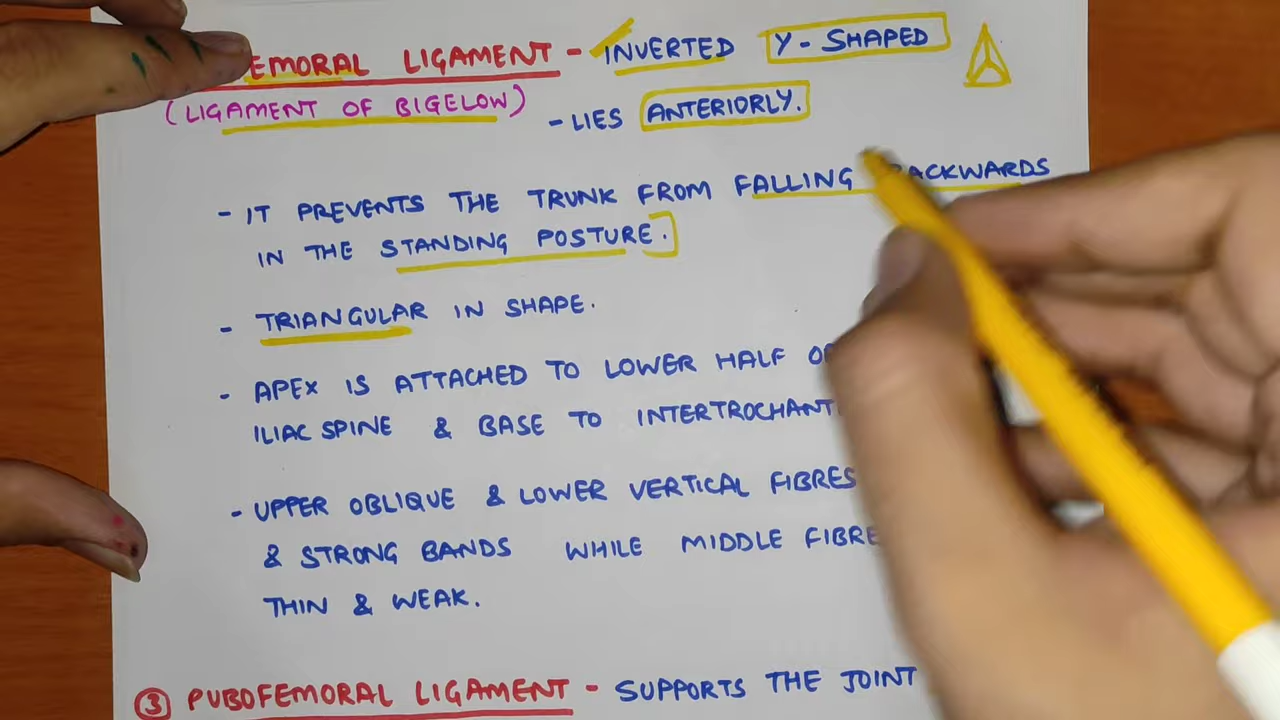 EMORAL LIGAMENT - INVERTED Y-SHAPED
(LIGAMENT OF BIGELOW) - LIES ANTERIORLY.
- IT PREVENTS THE TRUNK FROM FALLING BACKWARDS
IN THE STANDING POSTURE.
- TRIANGULAR IN SHAPE.
- APEX IS ATTACHED TO LOWER HALF
ILIAC SPINE & BASE TO INTERTROCHANT
- UPPER OBLIQUE & LOWER VERTICAL FIBRES
& STRONG BANDS WHILE MIDDLE FIBRE
THIN & WEAK.
③ PUBOFEMORAL LIGAMENT - SUPPORTS THE JOINT